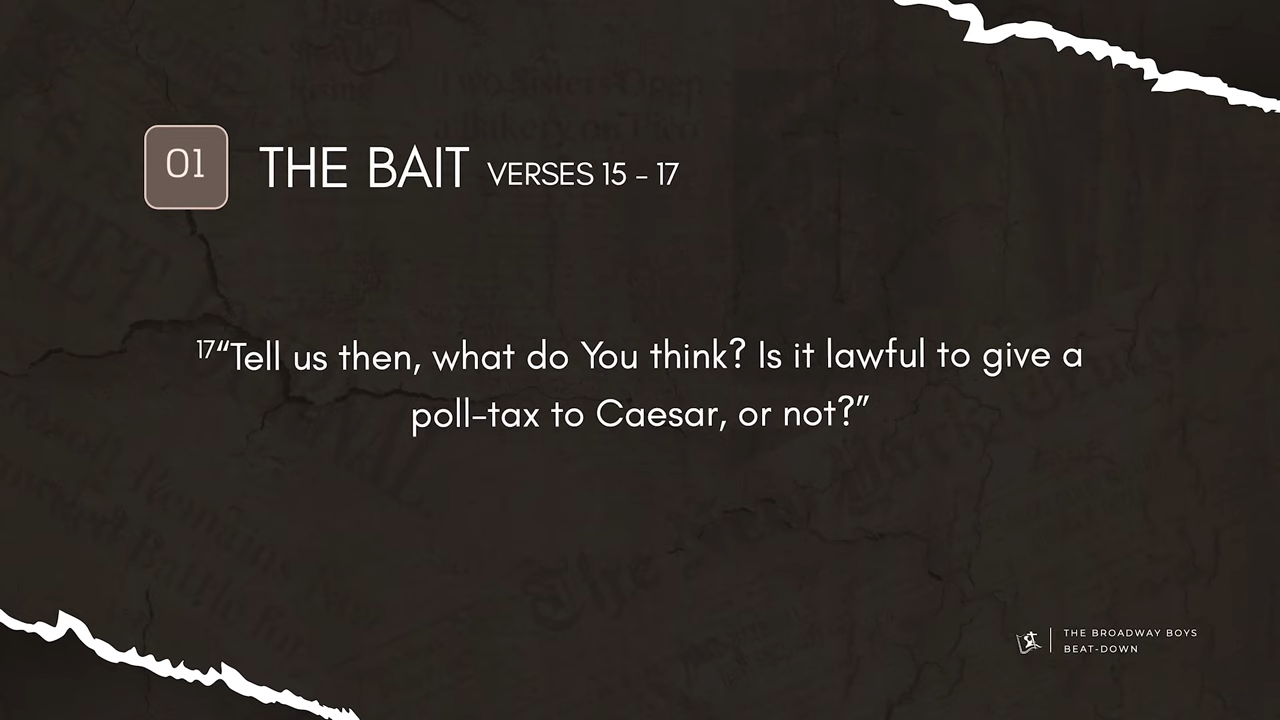 01
THE BAIT VERSES 15 – 17
17“Tell us then, what do You think? Is it lawful to give a
poll-tax to Caesar, or not?”
THE BROADWAY BOYS
BEAT-DOWN